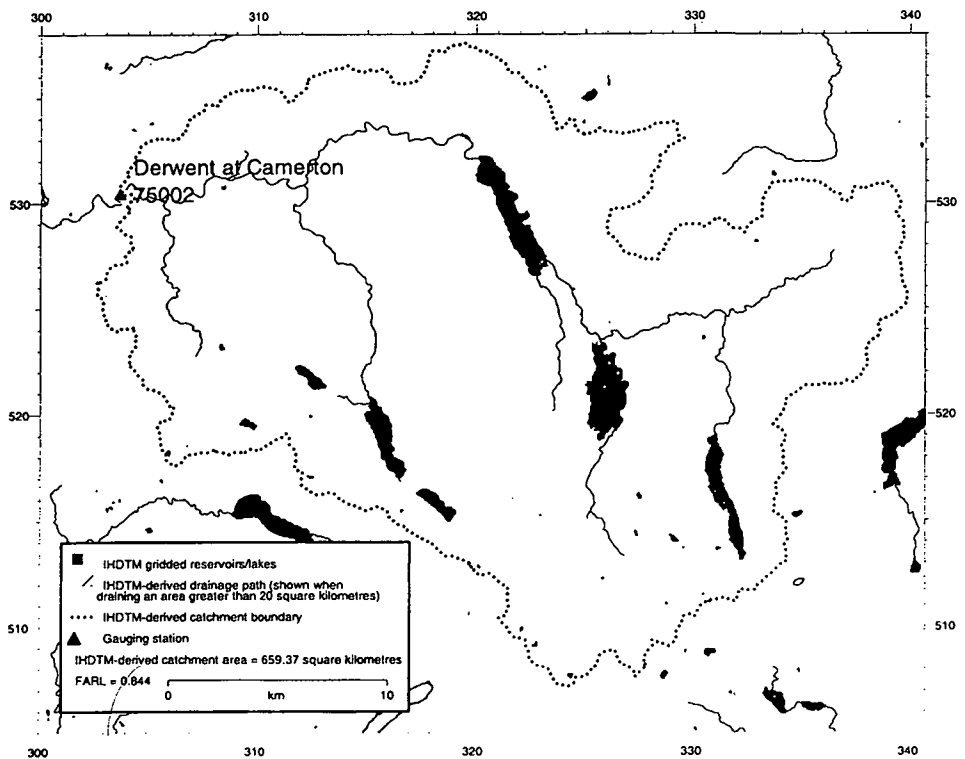 300 310 320 330 340
Derwent at Camerton
75002
530 530
520 520
510 510
IHDTM gridded reservoirs/lakes
IHDTM-derived drainage path (shown when
draining an area greater than 20 square kilometres)
IHDTM-derived catchment boundary
Gauging station
IHDTM-derived catchment area = 659.37 square kilometres
FARL = 0.844
0 10
km
300 310 320 330 340